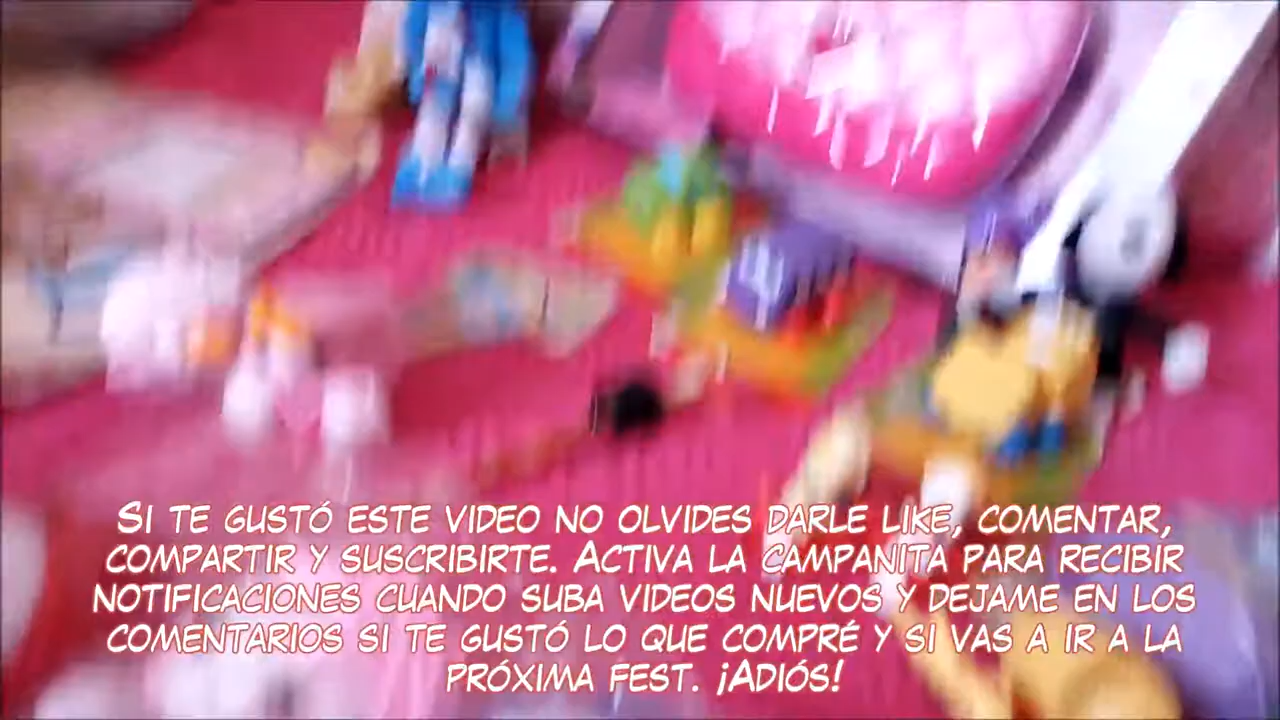 Si te gustó este video no olvides darle like, comentar,
compartir y suscribirte. Activa la campanita para recibir
notificaciones cuando suba videos nuevos y dejame en los
comentarios si te gustó lo que compré y si vas a ir a la
próxima fest. ¡Adiós!